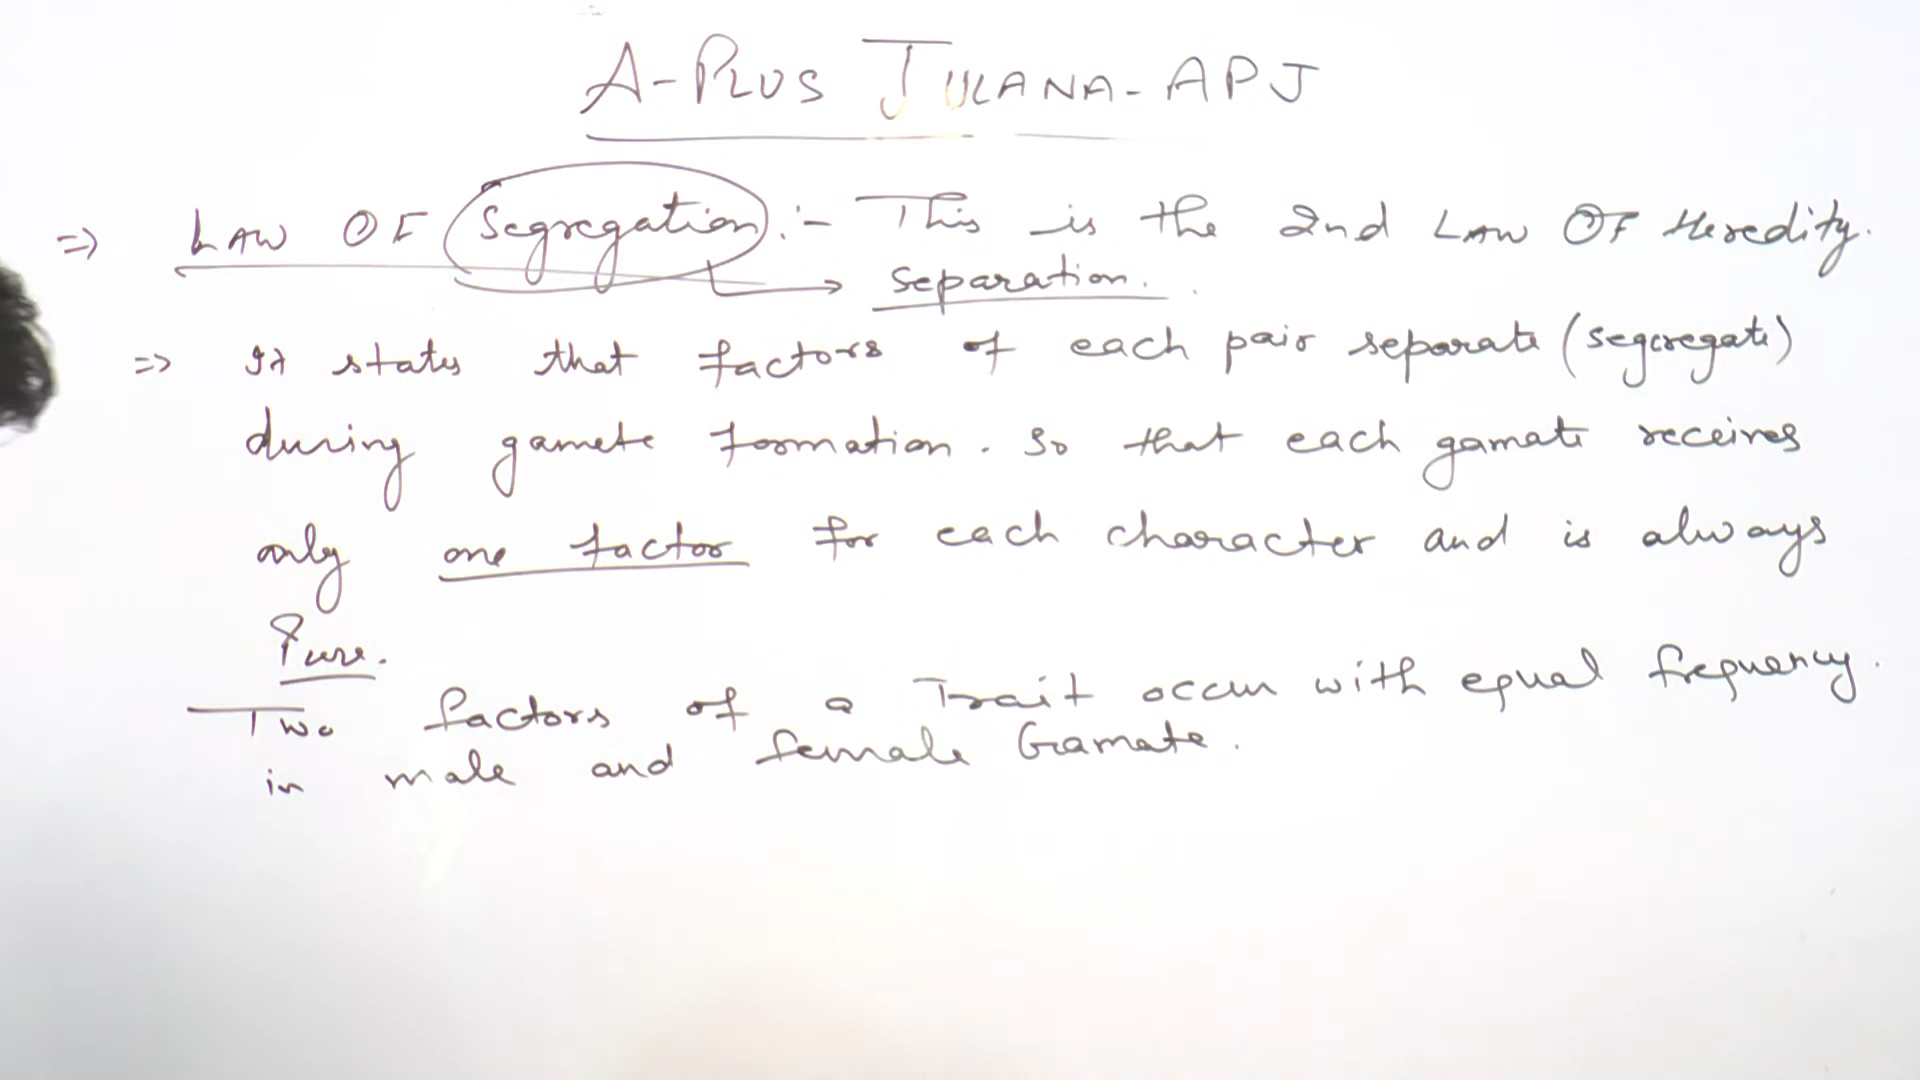 A-PLUS JULANA-APJ
=> LAW OF Segregation :- This is the 2nd LAW OF Heredity.
separation.
=> It states that factors of each pair separate (segregate)
during gamete formation. So that each gamate receives
only one factor for each character and is always
Pure.
Two factors of a Trait occur with equal frequency.
in male and female Gamate.